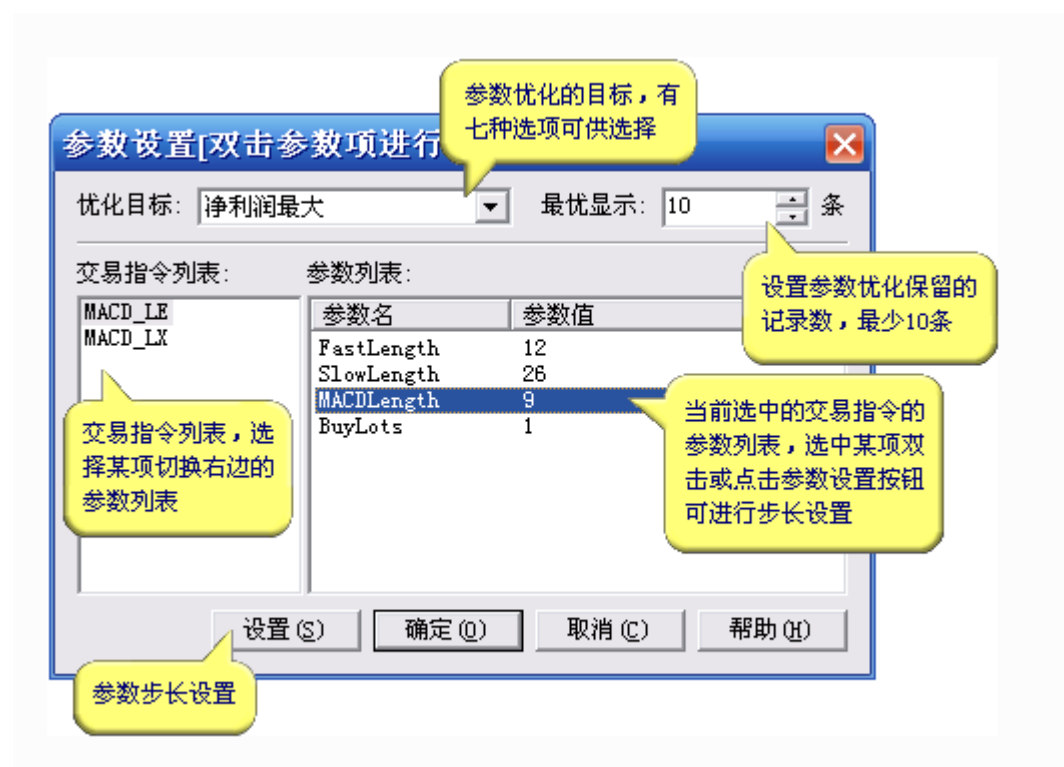 参数优化的目标，有
七种选项可供选择
参数设置[双击参数项进行
优化目标: 净利润最大 最优显示: 10 条
交易指令列表: 参数列表:
设置参数优化保留的
记录数，最少10条
MACD_LE
MACD_LX
参数名 参数值
FastLength 12
SlowLength 26
MACDLength 9
BuyLots 1
交易指令列表，选
择某项切换右边的
参数列表
当前选中的交易指令的
参数列表，选中某项双
击或点击参数设置按钮
可进行步长设置
设置(S) 确定(O) 取消(C) 帮助(H)
参数步长设置